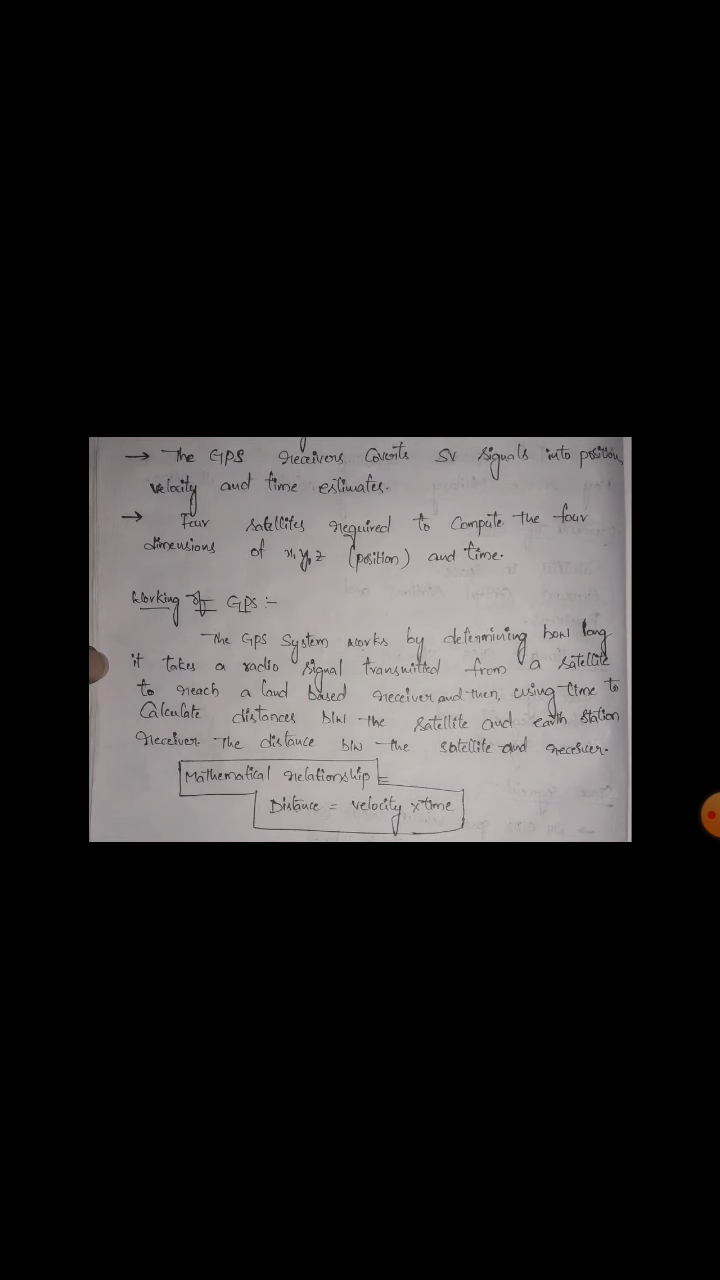 → The GPS receivers coverts SV signals into position,
velocity and time estimates.
→ Four satellites required to compute the four
dimensions of x, y, z (position) and time.
Working of GPS :-
The GPS System works by determining how long
it takes a radio signal transmitted from a satellite
to reach a land based receiver and then, using time to
Calculate distances b/w the satellite and earth station
receiver. The distance b/w the satellite and receiver.
Mathematical relationship =
Distance = velocity x time